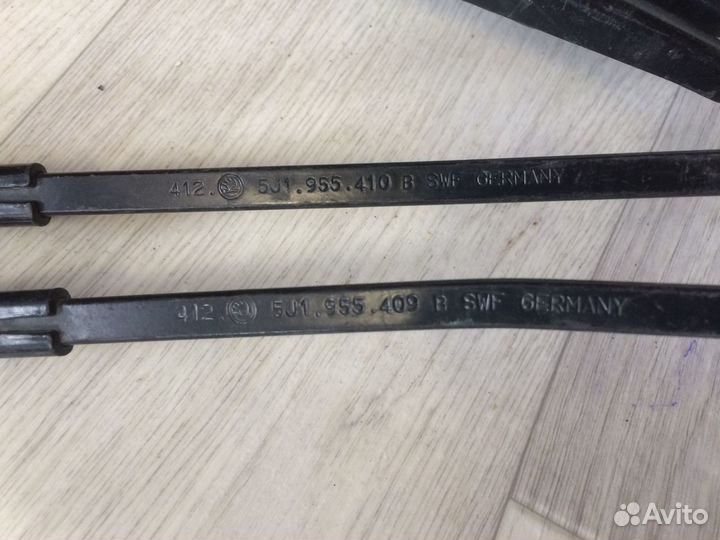 412. 5J1.955.410 B SWF GERMANY
412. 5J1.955.409 B SWF GERMANY
Avito